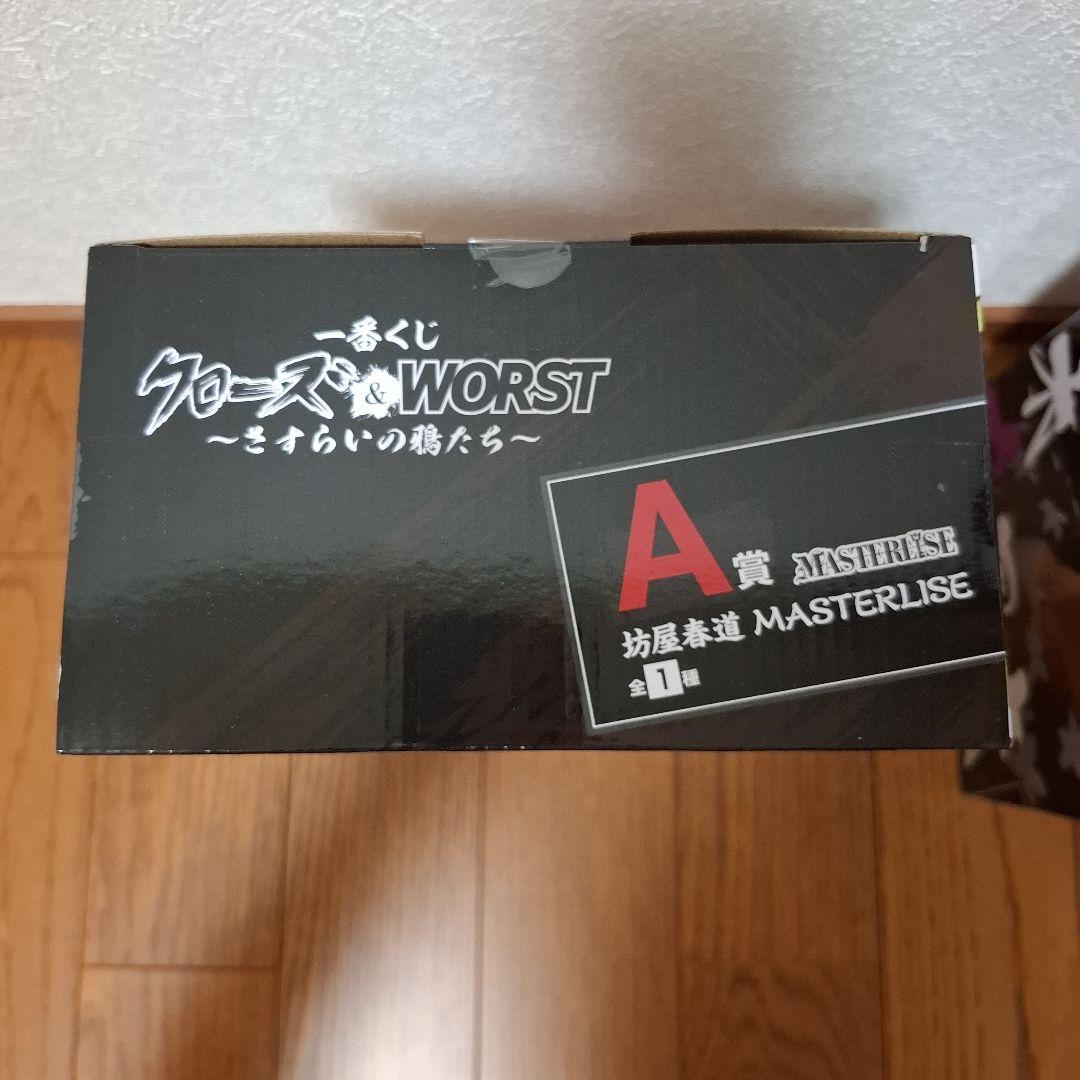 一番くじ
クローズ&WORST
～さすらいの鴉たち～
A賞 MASTERLISE
坊屋春道 MASTERLISE
全1種